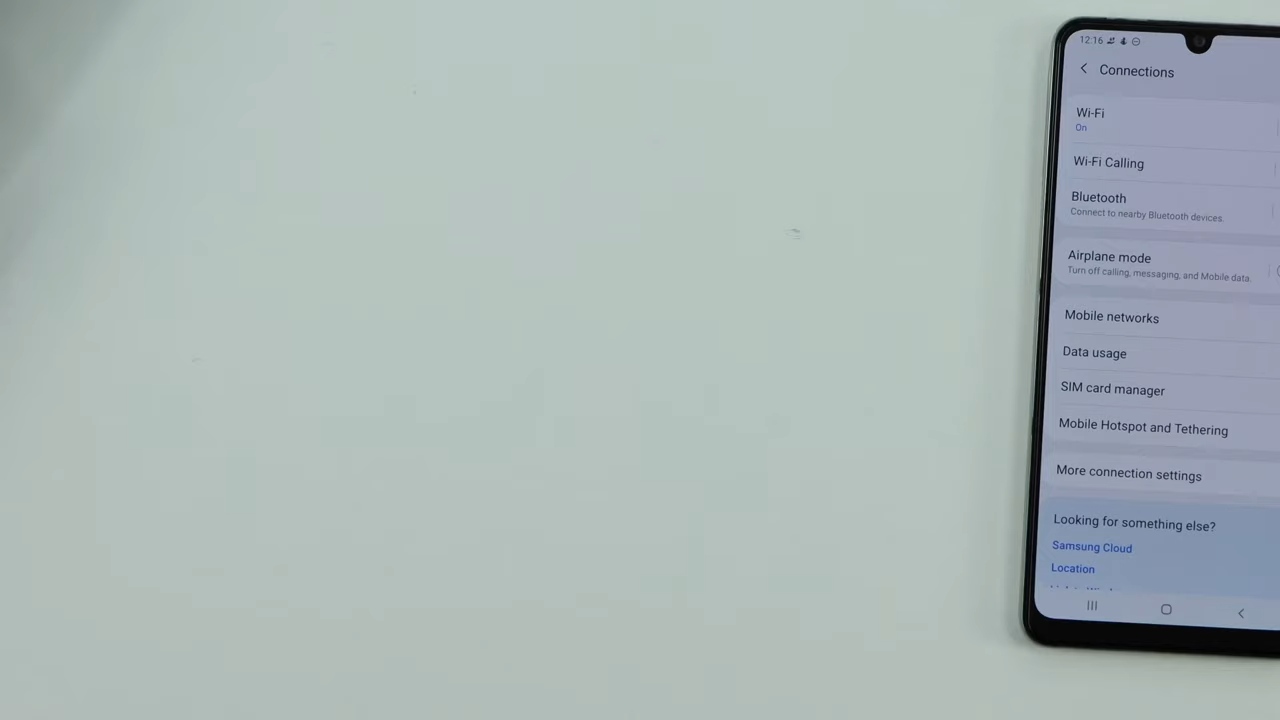 12:16
Connections
Wi-Fi
On
Wi-Fi Calling
Bluetooth
Connect to nearby Bluetooth devices.
Airplane mode
Turn off calling, messaging, and Mobile data.
Mobile networks
Data usage
SIM card manager
Mobile Hotspot and Tethering
More connection settings
Looking for something else?
Samsung Cloud
Location